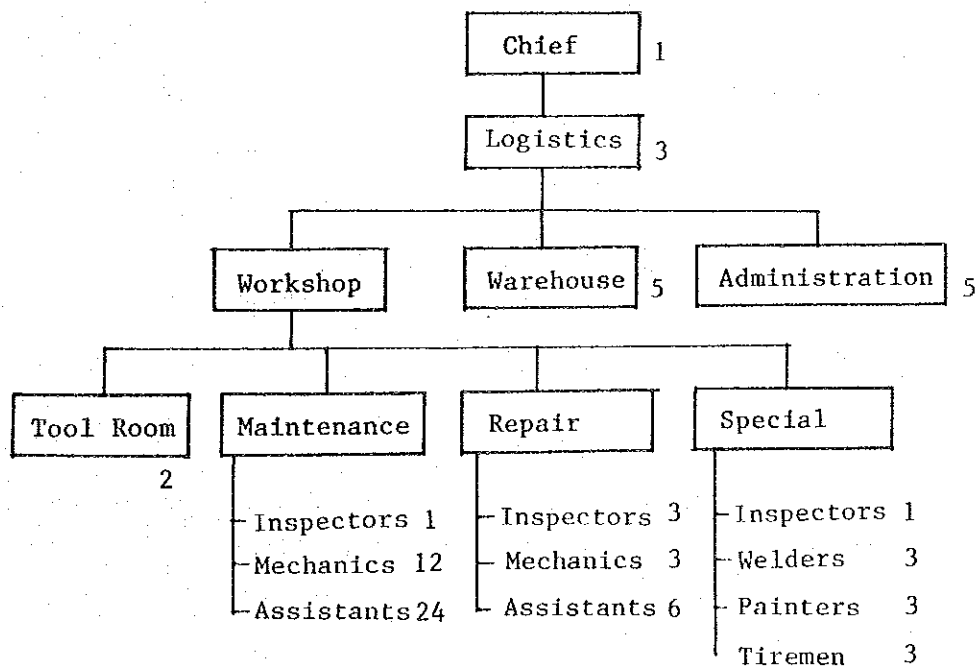 Chief 1
Logistics 3
Workshop Warehouse 5 Administration 5
Tool Room 2 Maintenance Repair Special
Inspectors 1 Inspectors 3 Inspectors 1
Mechanics 12 Mechanics 3 Welders 3
Assistants 24 Assistants 6 Painters 3
Tiremen 3